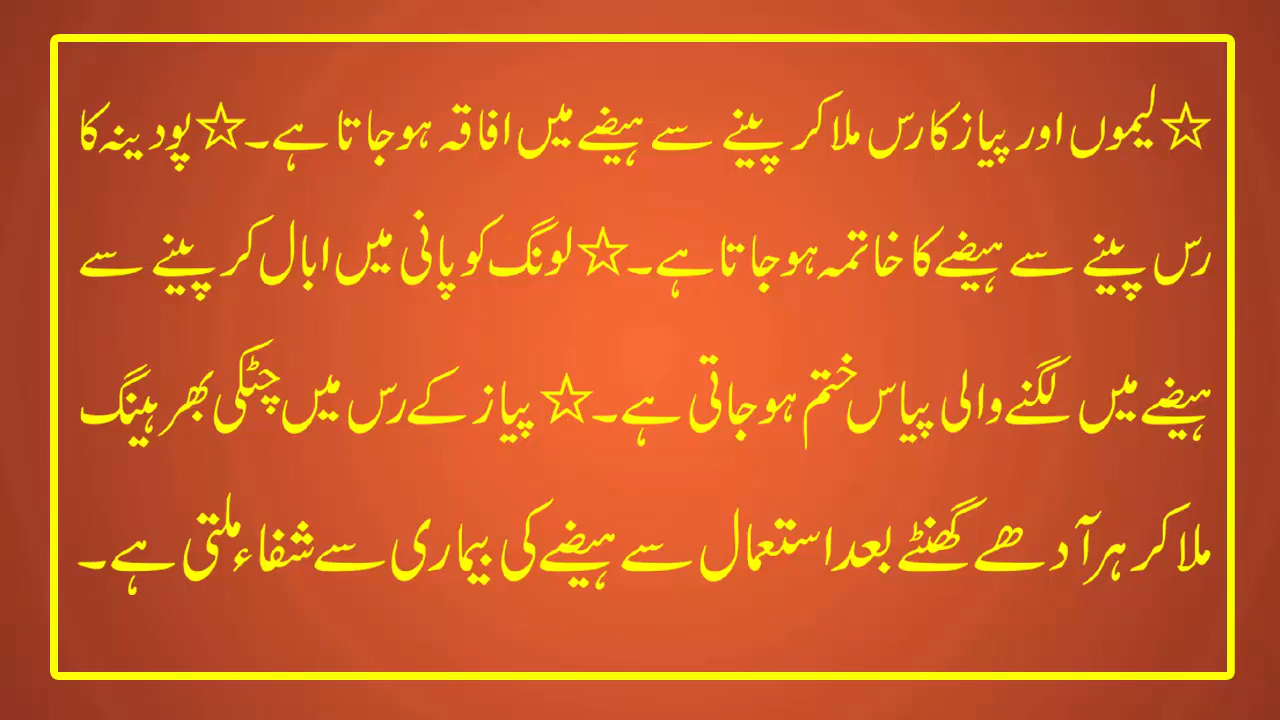 ☆لیموں اور پیاز کا رس ملا کر پینے سے ہیضے میں افاقہ ہو جاتا ہے۔☆پودینہ کا
رس پینے سے ہیضے کا خاتمہ ہو جاتا ہے۔☆لونگ کو پانی میں ابال کر پینے سے
ہیضے میں لگنے والی پیاس ختم ہو جاتی ہے۔☆ پیاز کے رس میں چٹکی بھر ہینگ
ملا کر ہر آدھے گھنٹے بعد استعمال سے ہیضے کی بیماری سے شفاء ملتی ہے۔